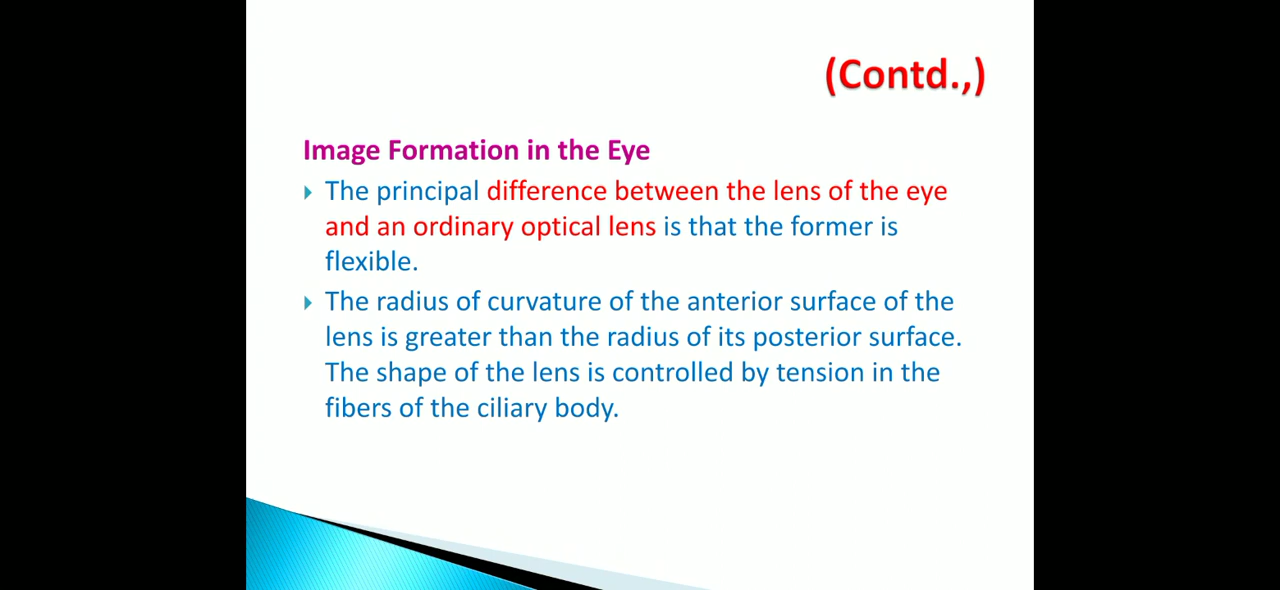 (Contd.,)
Image Formation in the Eye
The principal difference between the lens of the eye
and an ordinary optical lens is that the former is
flexible.
The radius of curvature of the anterior surface of the
lens is greater than the radius of its posterior surface.
The shape of the lens is controlled by tension in the
fibers of the ciliary body.